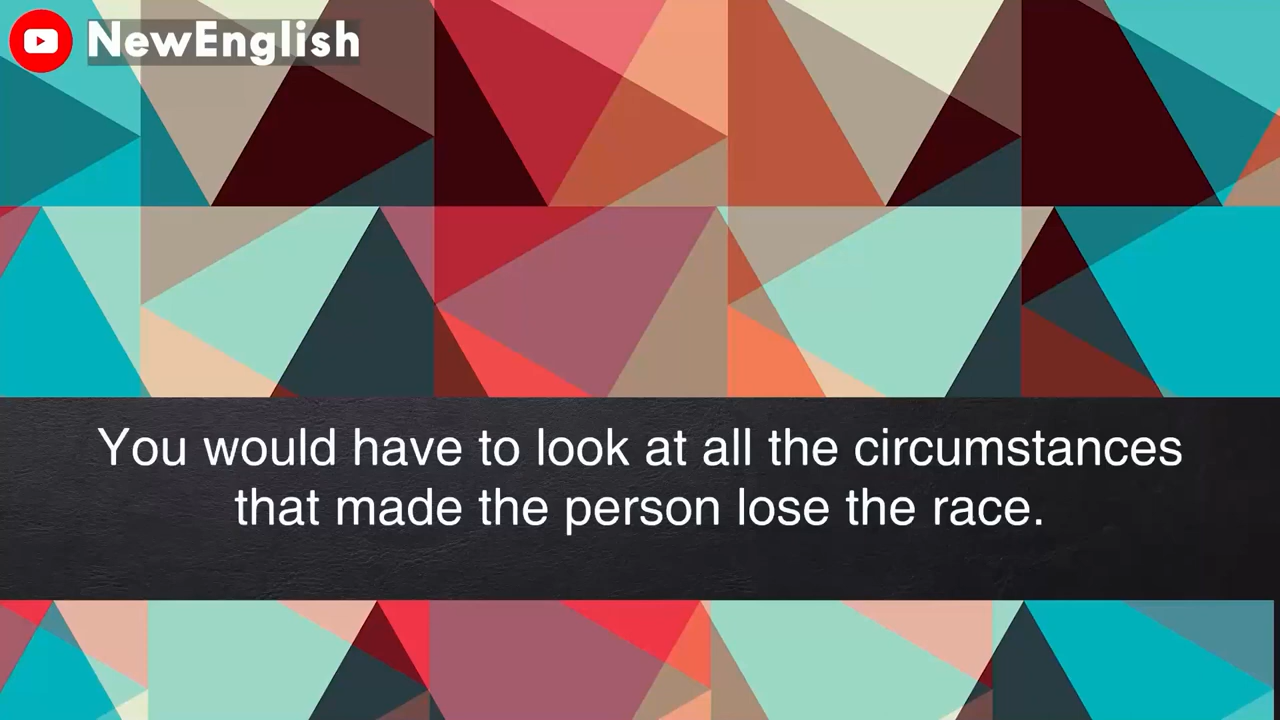 NewEnglish
You would have to look at all the circumstances
that made the person lose the race.